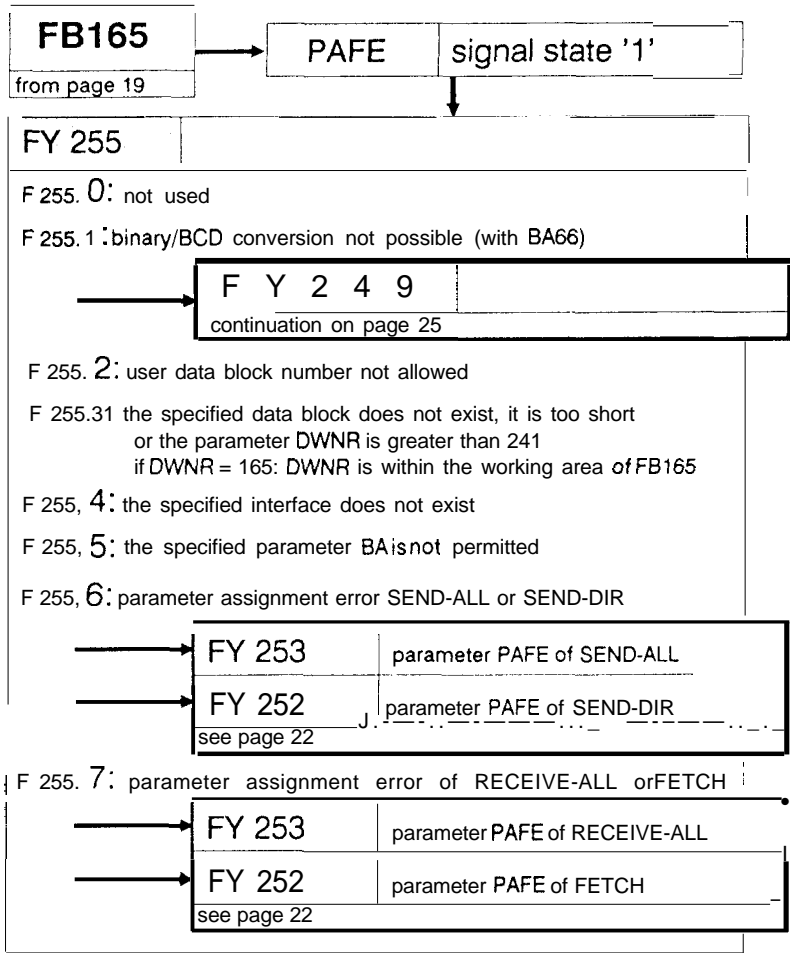 FB165
PAFE signal state '1'
from page 19
FY 255
F 255. 0: not used
F 255. 1: binary/BCD conversion not possible (with BA66)
F Y 2 4 9
continuation on page 25
F 255. 2: user data block number not allowed
F 255.31 the specified data block does not exist, it is too short
or the parameter DWNR is greater than 241
if DWNR = 165: DWNR is within the working area of FB165
F 255, 4: the specified interface does not exist
F 255, 5: the specified parameter BA is not permitted
F 255, 6: parameter assignment error SEND-ALL or SEND-DIR
FY 253 parameter PAFE of SEND-ALL
FY 252 parameter PAFE of SEND-DIR
see page 22
F 255. 7: parameter assignment error of RECEIVE-ALL orFETCH
FY 253 parameter PAFE of RECEIVE-ALL
FY 252 parameter PAFE of FETCH
see page 22